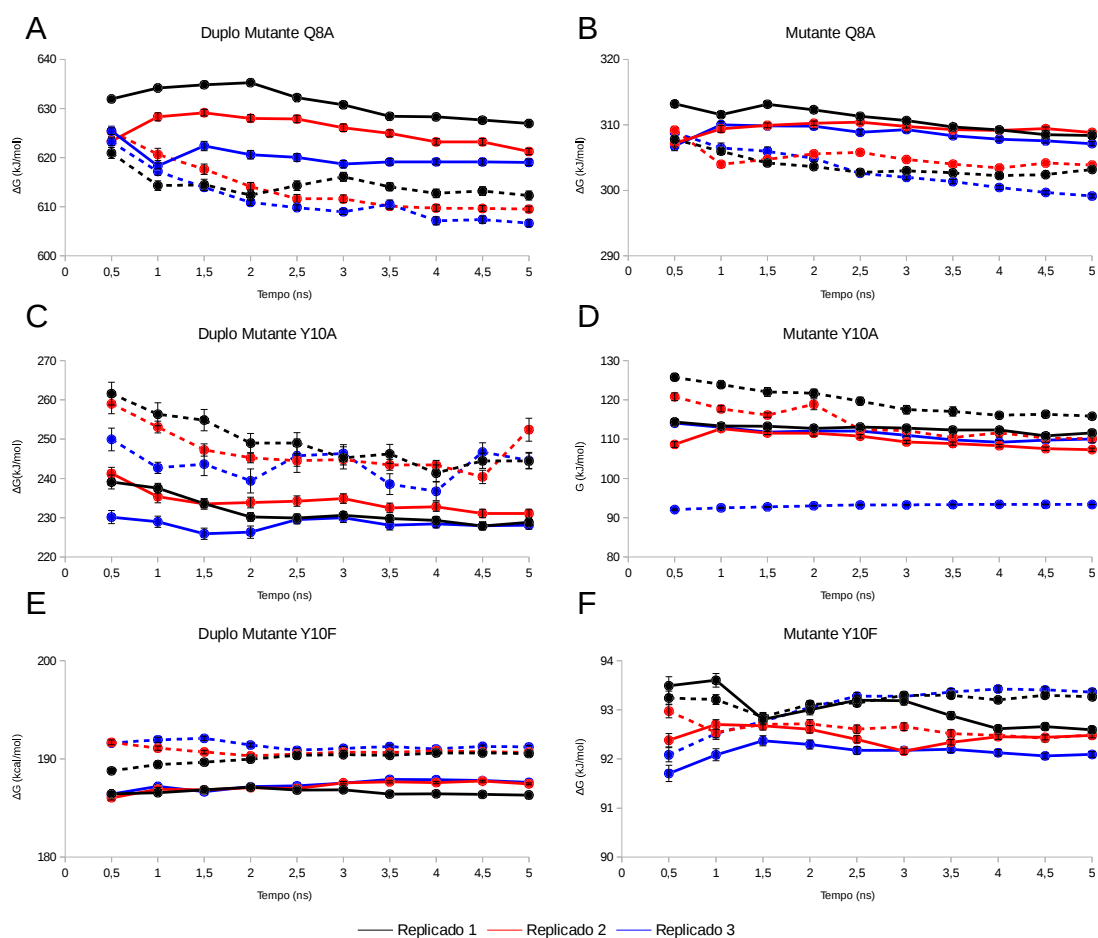 A
Duplo Mutante Q8A
640
630
620
610
600
ΔG (kJ/mol)
0 0,5 1 1,5 2 2,5 3 3,5 4 4,5 5
Tempo (ns)
B
Mutante Q8A
320
310
300
290
ΔG (kJ/mol)
0 0,5 1 1,5 2 2,5 3 3,5 4 4,5 5
Tempo (ns)
C
Duplo Mutante Y10A
270
260
250
240
230
220
ΔG(kJ/mol)
0 0,5 1 1,5 2 2,5 3 3,5 4 4,5 5
Tempo (ns)
D
Mutante Y10A
130
120
110
100
90
80
G (kJ/mol)
0 0,5 1 1,5 2 2,5 3 3,5 4 4,5 5
Tempo (ns)
E
Duplo Mutante Y10F
200
190
180
ΔG (kcal/mol)
0 0,5 1 1,5 2 2,5 3 3,5 4 4,5 5
Tempo (ns)
F
Mutante Y10F
94
93
92
91
90
ΔG (kJ/mol)
0 0,5 1 1,5 2 2,5 3 3,5 4 4,5 5
Tempo (ns)
Replicado 1 Replicado 2 Replicado 3